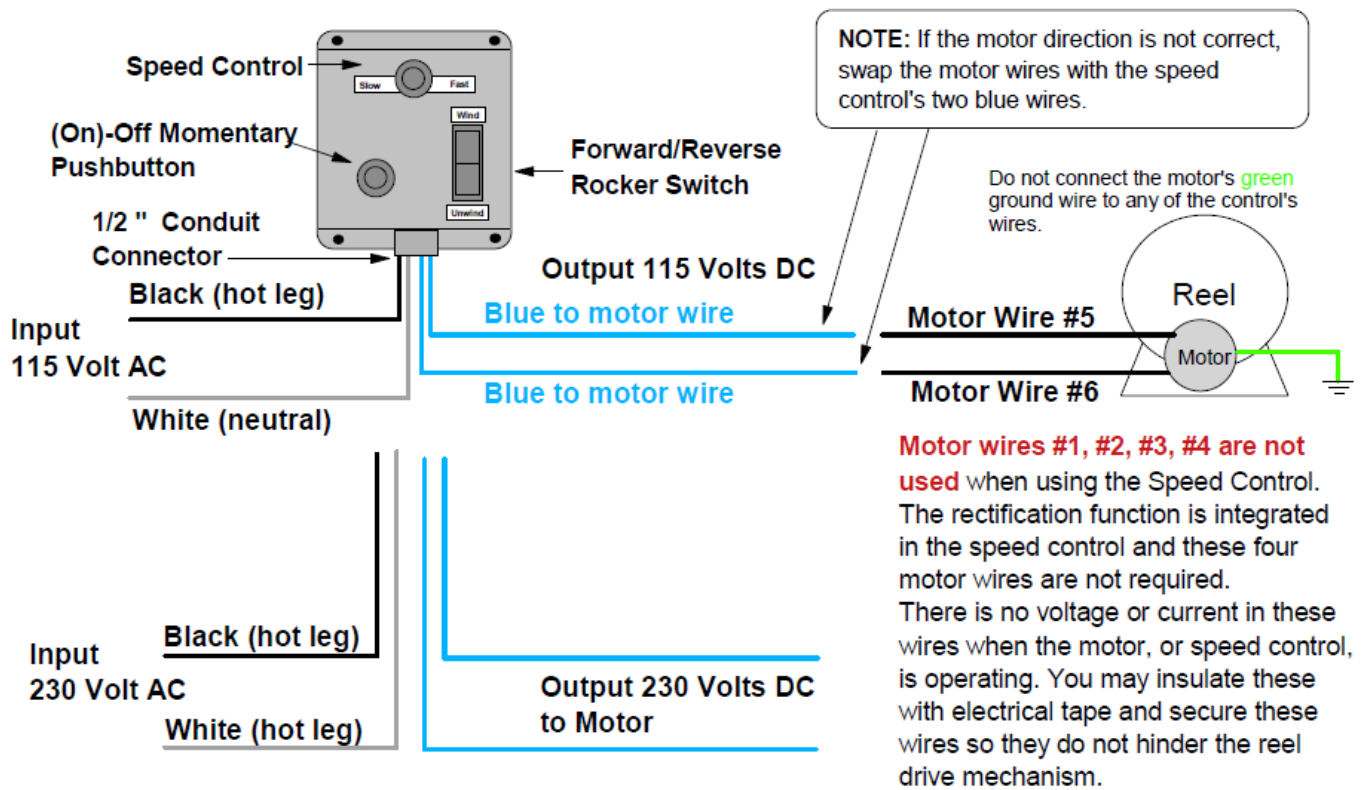 Speed Control
Slow
Fast
Wind
(On)-Off Momentary
Pushbutton
Forward/Reverse
Rocker Switch
Unwind
1/2 "  Conduit
Connector
NOTE: If the motor direction is not correct,
swap the motor wires with the speed
control's two blue wires.
Do not connect the motor's green
ground wire to any of the control's
wires.
Output 115 Volts DC
Black (hot leg)
Input
115 Volt AC
White (neutral)
Blue to motor wire
Blue to motor wire
Motor Wire #5
Motor Wire #6
Reel
Motor
Motor wires #1, #2, #3, #4 are not
used when using the Speed Control.
The rectification function is integrated
in the speed control and these four
motor wires are not required.
There is no voltage or current in these
wires when the motor, or speed control,
is operating. You may insulate these
with electrical tape and secure these
wires so they do not hinder the reel
drive mechanism.
Black (hot leg)
Input
230 Volt AC
White (hot leg)
Output 230 Volts DC
to Motor